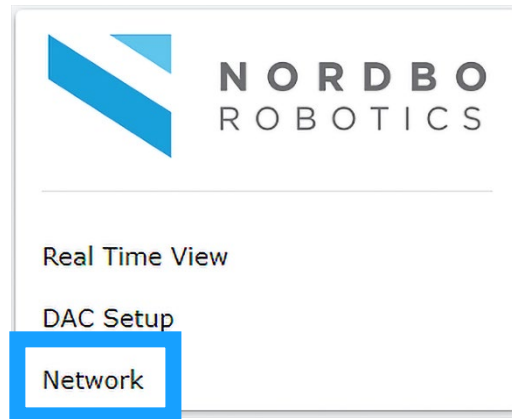 NORDBO
ROBOTICS
Real Time View
DAC Setup
Network